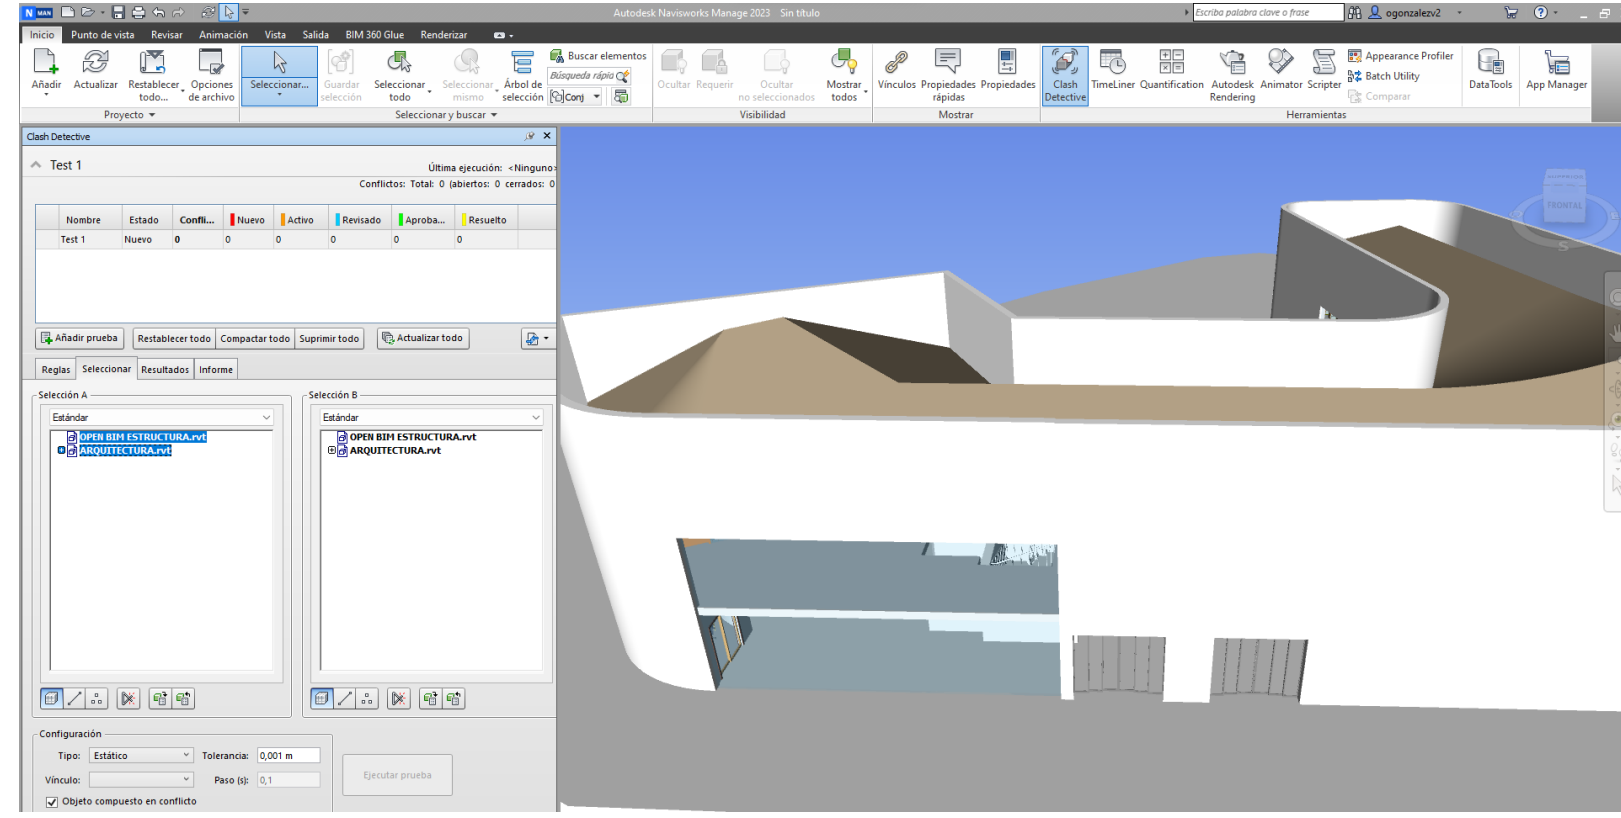 N MAN
Autodesk Navisworks Manage 2023 Sin título
Escriba palabra clave o frase
ogonzalezv2
Inicio Punto de vista Revisar Animación Vista Salida BIM 360 Glue Renderizar
Añadir Actualizar Restablecer todo... Opciones de archivo
Proyecto
Seleccionar... Guardar selección Seleccionar todo Seleccionar mismo Árbol de selección
Buscar elementos
Búsqueda rápida
Conj
Seleccionar y buscar
Ocultar Requerir Ocultar no seleccionados Mostrar todos
Visibilidad
Vínculos Propiedades rápidas Propiedades
Mostrar
Clash Detective TimeLiner Quantification Autodesk Rendering Animator Scripter
Appearance Profiler
Batch Utility
Comparar
Herramientas
DataTools App Manager
Clash Detective
Test 1
Última ejecución: <Ninguno>
Conflictos: Total: 0 (abiertos: 0 cerrados: 0
Nombre Estado Confli... Nuevo Activo Revisado Aproba... Resuelto
Test 1 Nuevo 0 0 0 0 0 0
Añadir prueba Restablecer todo Compactar todo Suprimir todo Actualizar todo
Reglas Seleccionar Resultados Informe
Selección A
Estándar
OPEN BIM ESTRUCTURA.rvt
ARQUITECTURA.rvt
Selección B
Estándar
OPEN BIM ESTRUCTURA.rvt
ARQUITECTURA.rvt
Configuración
Tipo: Estático Tolerancia: 0,001 m
Vínculo: Paso (s): 0,1
Objeto compuesto en conflicto
Ejecutar prueba
FRONTAL
S